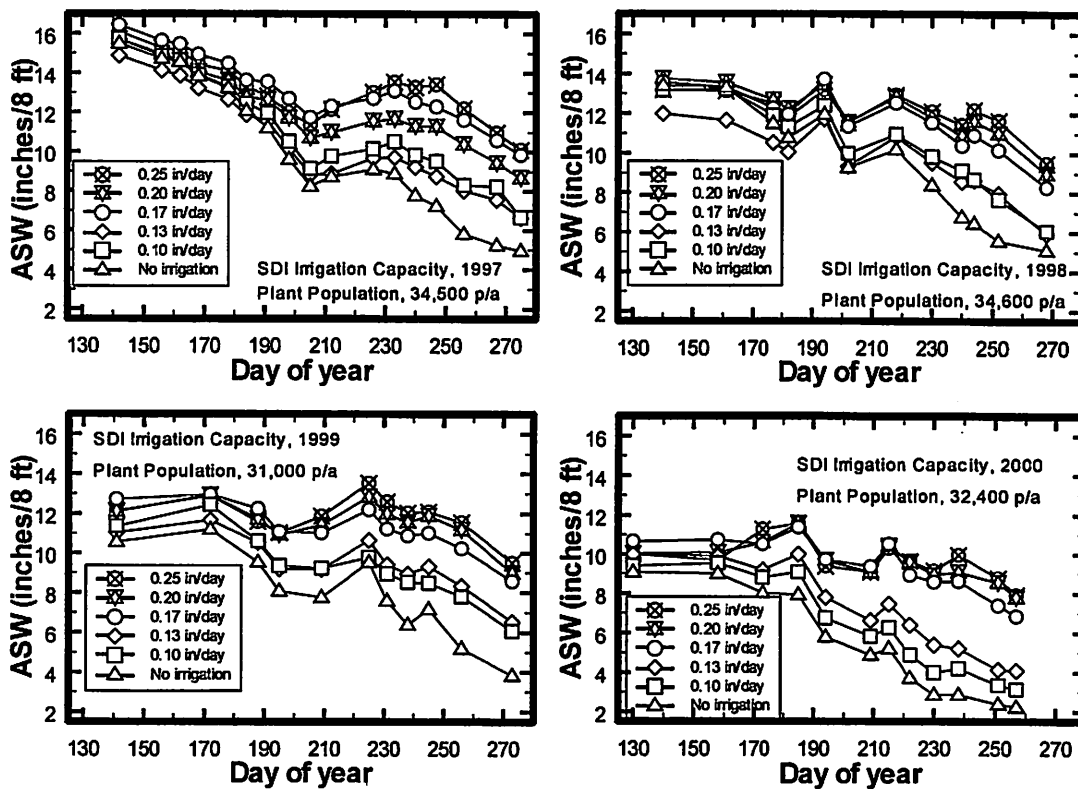 16
14
12
10
8
6
4
2
ASW (inches/8 ft)
0.25 in/day
0.20 in/day
0.17 in/day
0.13 in/day
0.10 in/day
No irrigation
SDI Irrigation Capacity, 1997
Plant Population, 34,500 p/a
130 150 170 190 210 230 250 270
Day of year
16
14
12
10
8
6
4
2
ASW (inches/8 ft)
0.25 in/day
0.20 in/day
0.17 in/day
0.13 in/day
0.10 in/day
No irrigation
SDI Irrigation Capacity, 1998
Plant Population, 34,600 p/a
130 150 170 190 210 230 250 270
Day of year
16
14
12
10
8
6
4
2
ASW (inches/8 ft)
SDI Irrigation Capacity, 1999
Plant Population, 31,000 p/a
0.25 in/day
0.20 in/day
0.17 in/day
0.13 in/day
0.10 in/day
No irrigation
130 150 170 190 210 230 250 270
Day of year
16
14
12
10
8
6
4
2
ASW (inches/8 ft)
SDI Irrigation Capacity, 2000
Plant Population, 32,400 p/a
0.25 in/day
0.20 in/day
0.17 in/day
0.13 in/day
0.10 in/day
No irrigation
130 150 170 190 210 230 250 270
Day of year